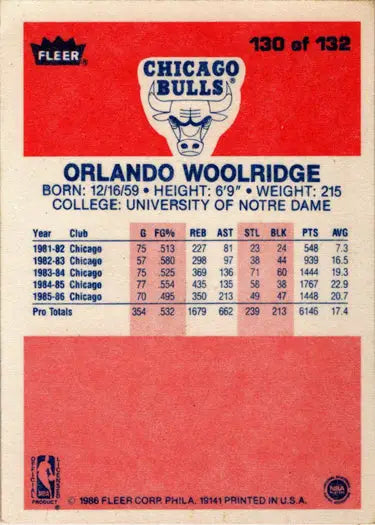 FLEER®
130 of 132
CHICAGO
BULLS®
ORLANDO WOOLRIDGE
BORN: 12/16/59 • HEIGHT: 6'9" • WEIGHT: 215
COLLEGE: UNIVERSITY OF NOTRE DAME
Year Club G FG% REB AST STL BLK PTS AVG
1981-82 Chicago 75 .513 227 81 23 24 548 7.3
1982-83 Chicago 57 .580 298 97 38 44 939 16.5
1983-84 Chicago 75 .525 369 136 71 60 1444 19.3
1984-85 Chicago 77 .554 435 135 58 38 1767 22.9
1985-86 Chicago 70 .495 350 213 49 47 1448 20.7
Pro Totals 354 .532 1679 662 239 213 6146 17.4
OFFICIAL LICENSED
NBA
PRODUCT
NBA
© 1986 FLEER CORP. PHILA. 19141 PRINTED IN U.S.A.